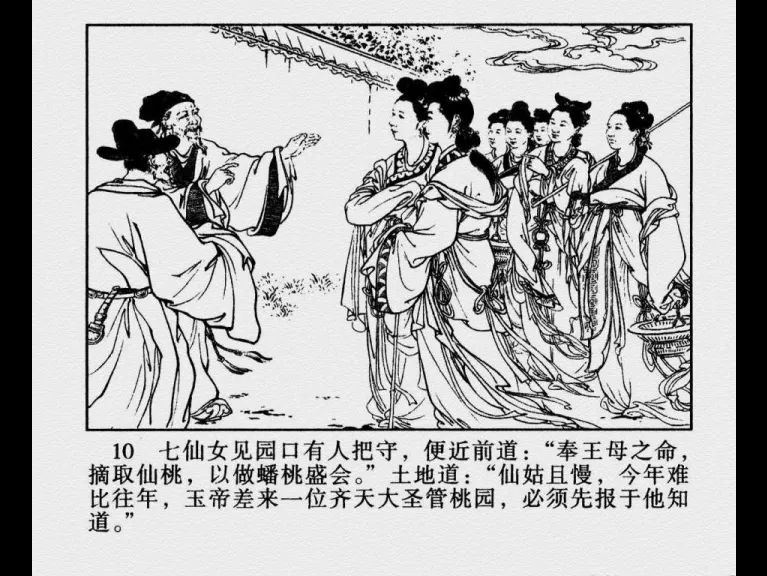 10 七仙女见园口有人把守，便近前道：“奉王母之命，
摘取仙桃，以做蟠桃盛会。”土地道：“仙姑且慢，今年难
比往年，玉帝差来一位齐天大圣管桃园，必须先报于他知
道。”